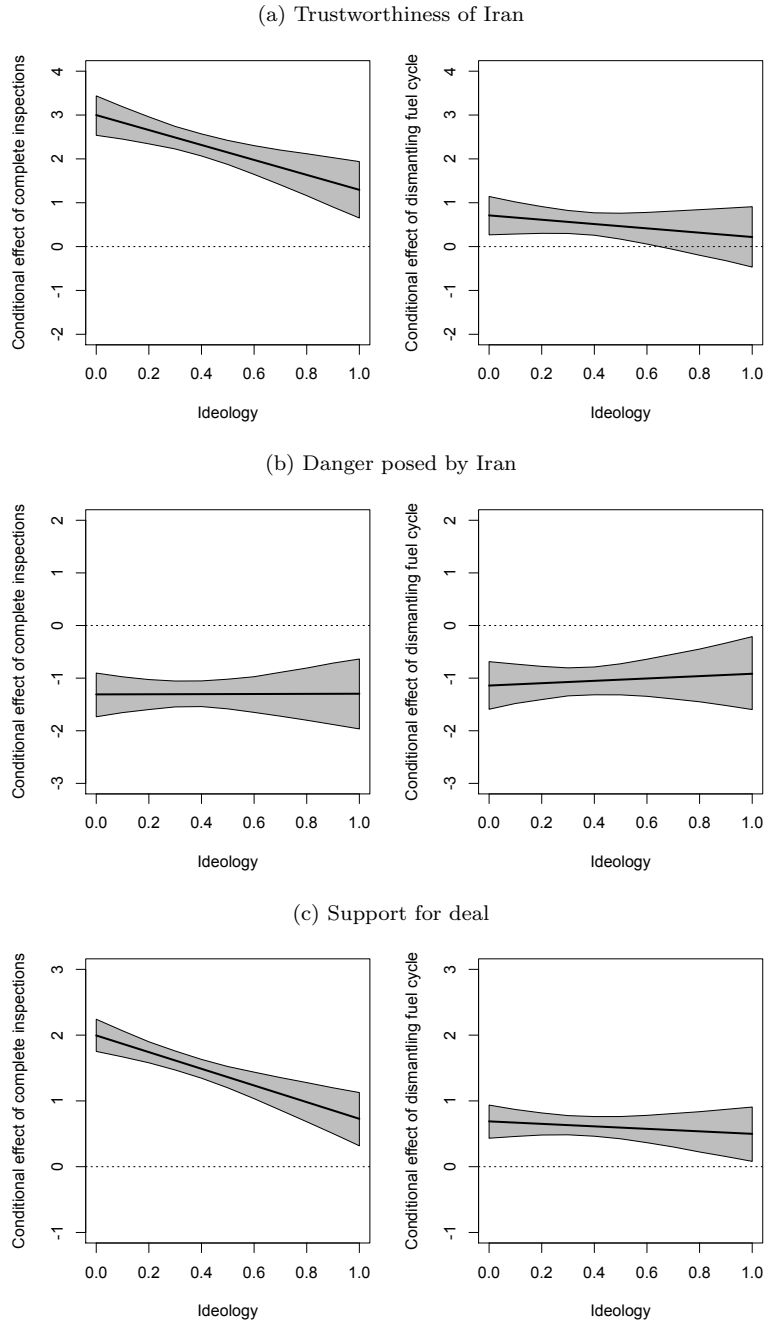 (a) Trustworthiness of Iran
Conditional effect of complete inspections
4
3
2
1
0
-1
-2
0.0 0.2 0.4 0.6 0.8 1.0
Ideology
Conditional effect of dismantling fuel cycle
4
3
2
1
0
-1
-2
0.0 0.2 0.4 0.6 0.8 1.0
Ideology
(b) Danger posed by Iran
Conditional effect of complete inspections
2
1
0
-1
-2
-3
0.0 0.2 0.4 0.6 0.8 1.0
Ideology
Conditional effect of dismantling fuel cycle
2
1
0
-1
-2
-3
0.0 0.2 0.4 0.6 0.8 1.0
Ideology
(c) Support for deal
Conditional effect of complete inspections
3
2
1
0
-1
0.0 0.2 0.4 0.6 0.8 1.0
Ideology
Conditional effect of dismantling fuel cycle
3
2
1
0
-1
0.0 0.2 0.4 0.6 0.8 1.0
Ideology